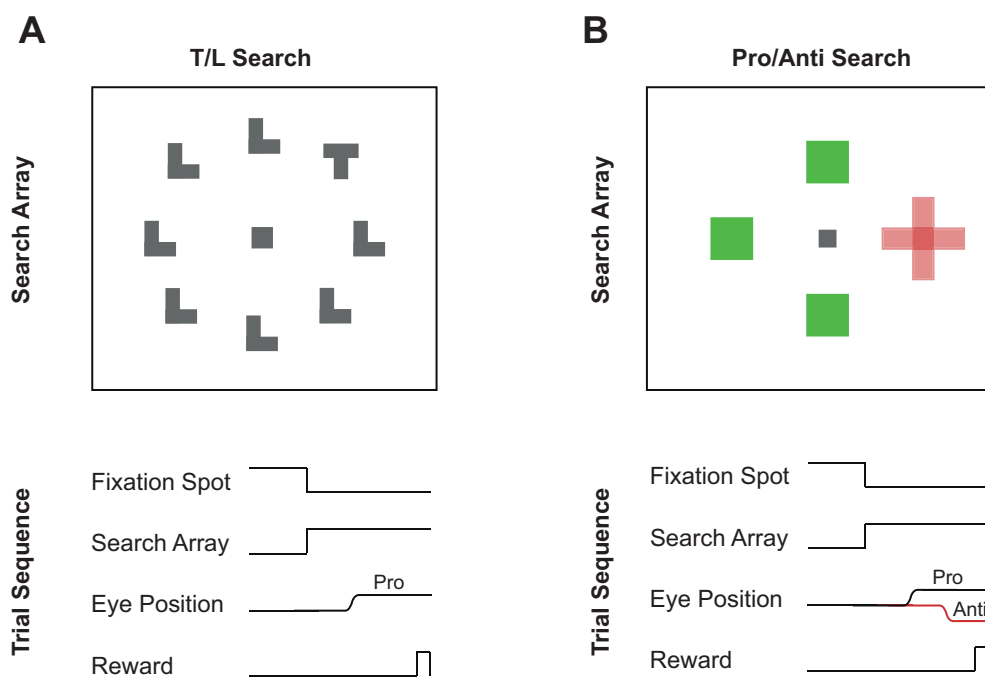 A
T/L Search
Search Array
Trial Sequence
Fixation Spot
Search Array
Eye Position
Pro
Reward
B
Pro/Anti Search
Search Array
Trial Sequence
Fixation Spot
Search Array
Eye Position
Pro
Anti
Reward